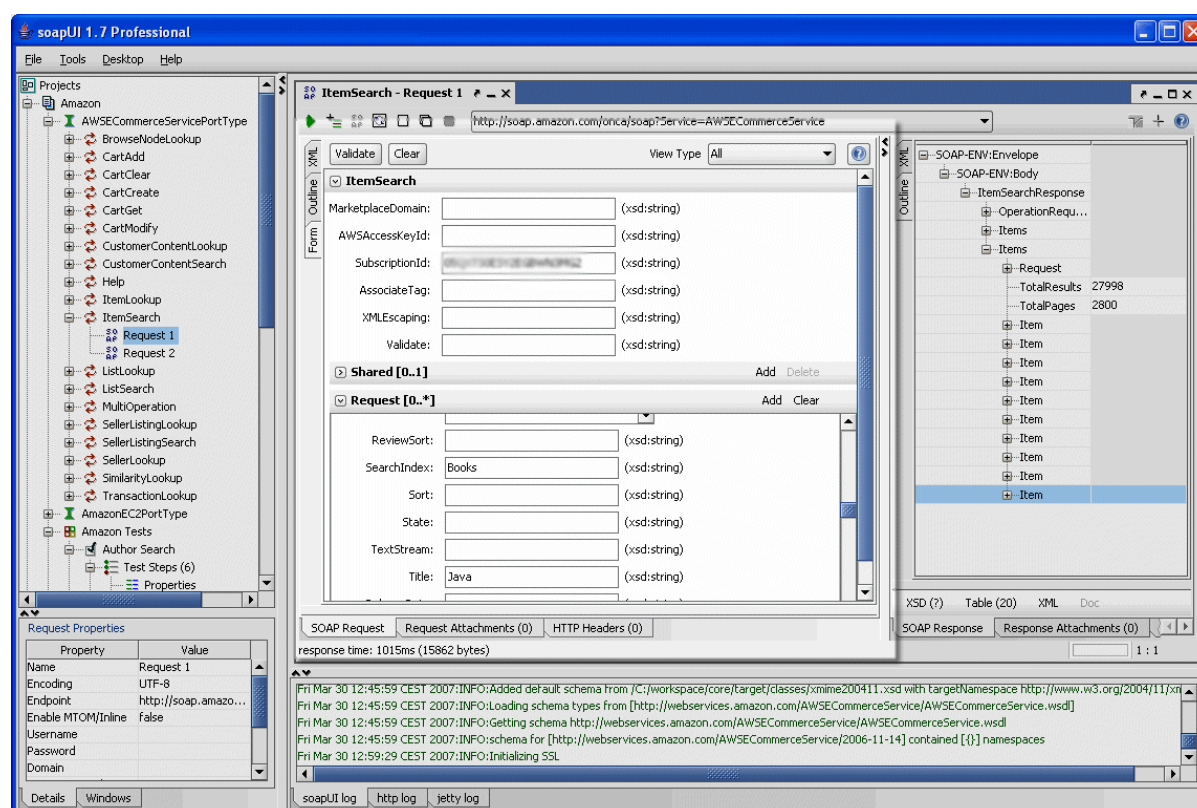 soapUI 1.7 Professional
File Tools Desktop Help
Projects
Amazon
AWSECommerceServicePortType
BrowseNodeLookup
CartAdd
CartClear
CartCreate
CartGet
CartModify
CustomerContentLookup
CustomerContentSearch
Help
ItemLookup
ItemSearch
Request 1
Request 2
ListLookup
ListSearch
MultiOperation
SellerListingLookup
SellerListingSearch
SellerLookup
SimilarityLookup
TransactionLookup
AmazonEC2PortType
Amazon Tests
Author Search
Test Steps (6)
Properties
Request Properties
Property Value
Name Request 1
Encoding UTF-8
Endpoint http://soap.amazo...
Enable MTOM/Inline false
Username
Password
Domain
Details Windows
ItemSearch - Request 1
http://soap.amazon.com/onca/soap?Service=AWSECommerceService
XML
Outline
Form
Validate Clear View Type All
ItemSearch
MarketplaceDomain: (xsd:string)
AWSAccessKeyId: (xsd:string)
SubscriptionId: (xsd:string)
AssociateTag: (xsd:string)
XMLEscaping: (xsd:string)
Validate: (xsd:string)
Shared [0..1] Add Delete
Request [0..*] Add Clear
ReviewSort: (xsd:string)
SearchIndex: Books (xsd:string)
Sort: (xsd:string)
State: (xsd:string)
TextStream: (xsd:string)
Title: Java (xsd:string)
SOAP Request Request Attachments (0) HTTP Headers (0)
response time: 1015ms (15862 bytes)
XML
Outline
SOAP-ENV:Envelope
SOAP-ENV:Body
ItemSearchResponse
OperationRequ...
Items
Items
Request
TotalResults 27998
TotalPages 2800
Item
Item
Item
Item
Item
Item
Item
Item
Item
Item
XSD (?) Table (20) XML Doc
SOAP Response Response Attachments (0)
1 : 1
Fri Mar 30 12:45:59 CEST 2007:INFO:Added default schema from /C:/workspace/core/target/classes/xmime200411.xsd with targetNamespace http://www.w3.org/2004/11/xm
Fri Mar 30 12:45:59 CEST 2007:INFO:Loading schema types from [http://webservices.amazon.com/AWSECommerceService/AWSECommerceService.wsdl]
Fri Mar 30 12:45:59 CEST 2007:INFO:Getting schema http://webservices.amazon.com/AWSECommerceService/AWSECommerceService.wsdl
Fri Mar 30 12:45:59 CEST 2007:INFO:schema for [http://webservices.amazon.com/AWSECommerceService/2006-11-14] contained [{}] namespaces
Fri Mar 30 12:59:29 CEST 2007:INFO:Initializing SSL
soapUI log http log jetty log